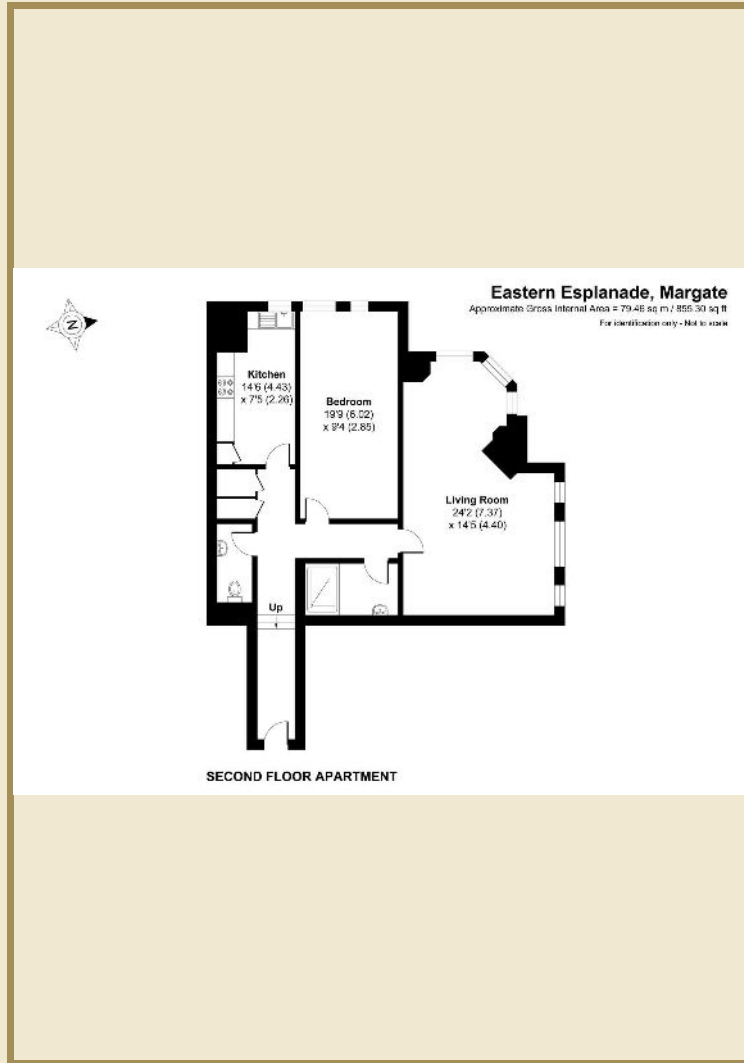 Eastern Esplanade, Margate
Approximate Gross Internal Area = 79.46 sq m / 855.30 sq ft
For identification only - Not to scale
N
Kitchen
14'6 (4.43)
x 7'5 (2.26)
Bedroom
19'9 (6.02)
x 9'4 (2.85)
Living Room
24'2 (7.37)
x 14'5 (4.40)
Up
SECOND FLOOR APARTMENT